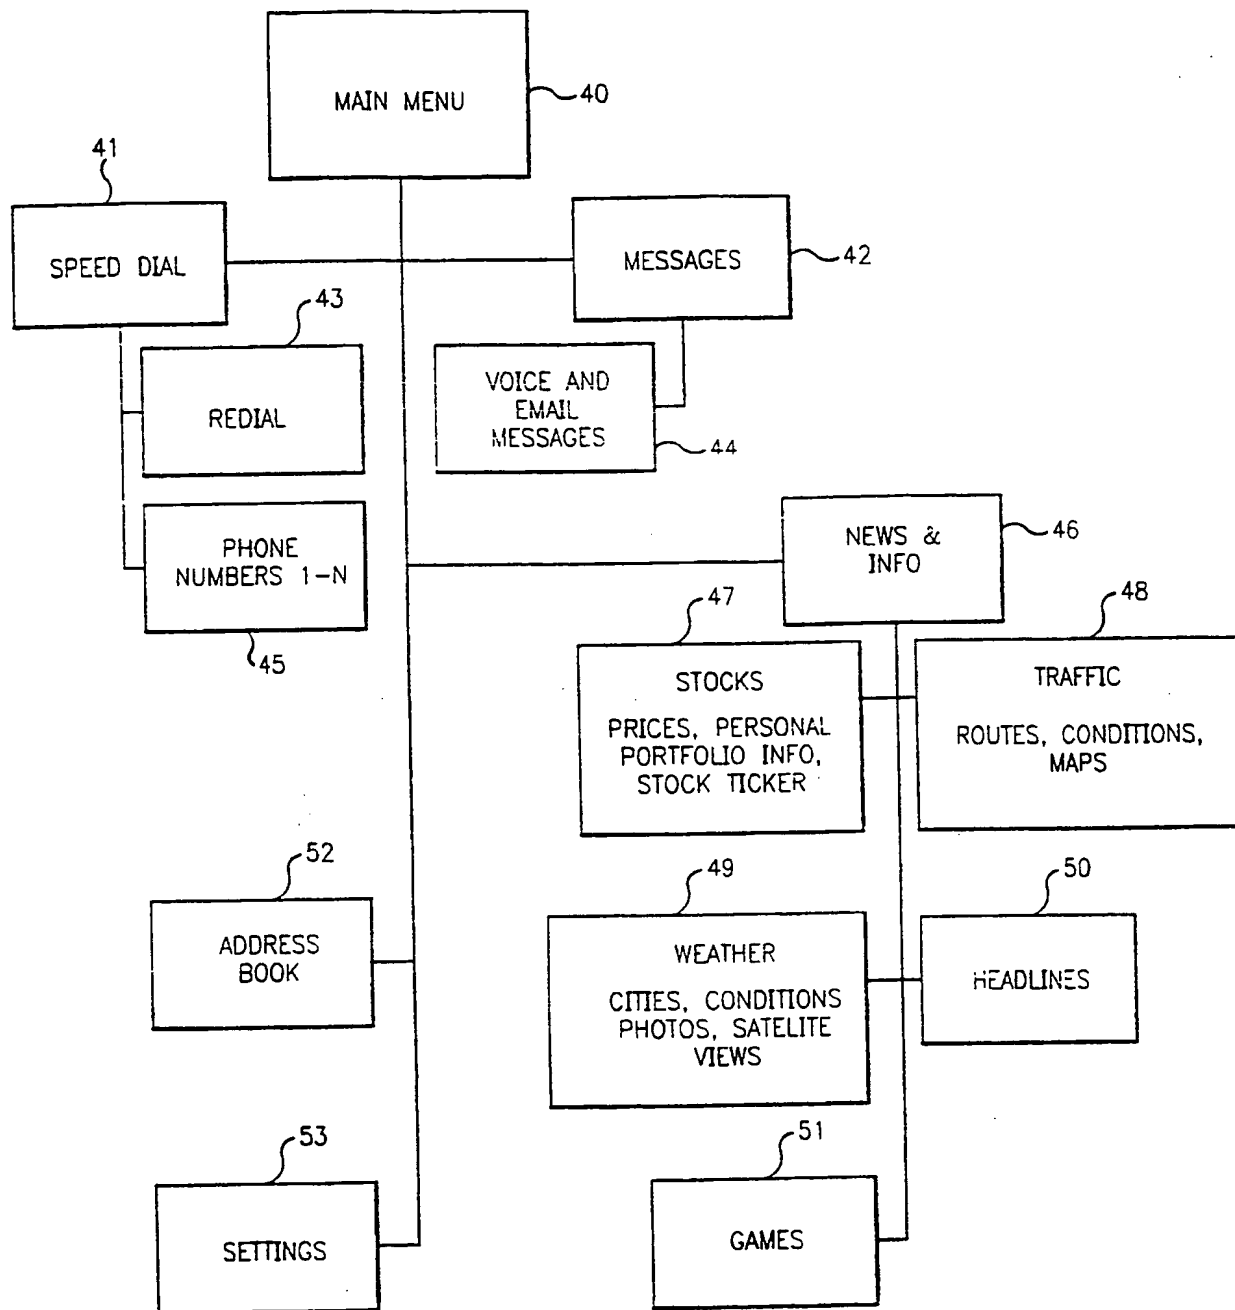 MAIN MENU
40
41
SPEED DIAL
MESSAGES
42
43
REDIAL
VOICE AND
EMAIL
MESSAGES
44
PHONE
NUMBERS 1-N
45
NEWS &
INFO
46
47
STOCKS
PRICES, PERSONAL
PORTFOLIO INFO,
STOCK TICKER
48
TRAFFIC
ROUTES, CONDITIONS,
MAPS
52
ADDRESS
BOOK
49
WEATHER
CITIES, CONDITIONS
PHOTOS, SATELITE
VIEWS
50
HEADLINES
53
SETTINGS
51
GAMES